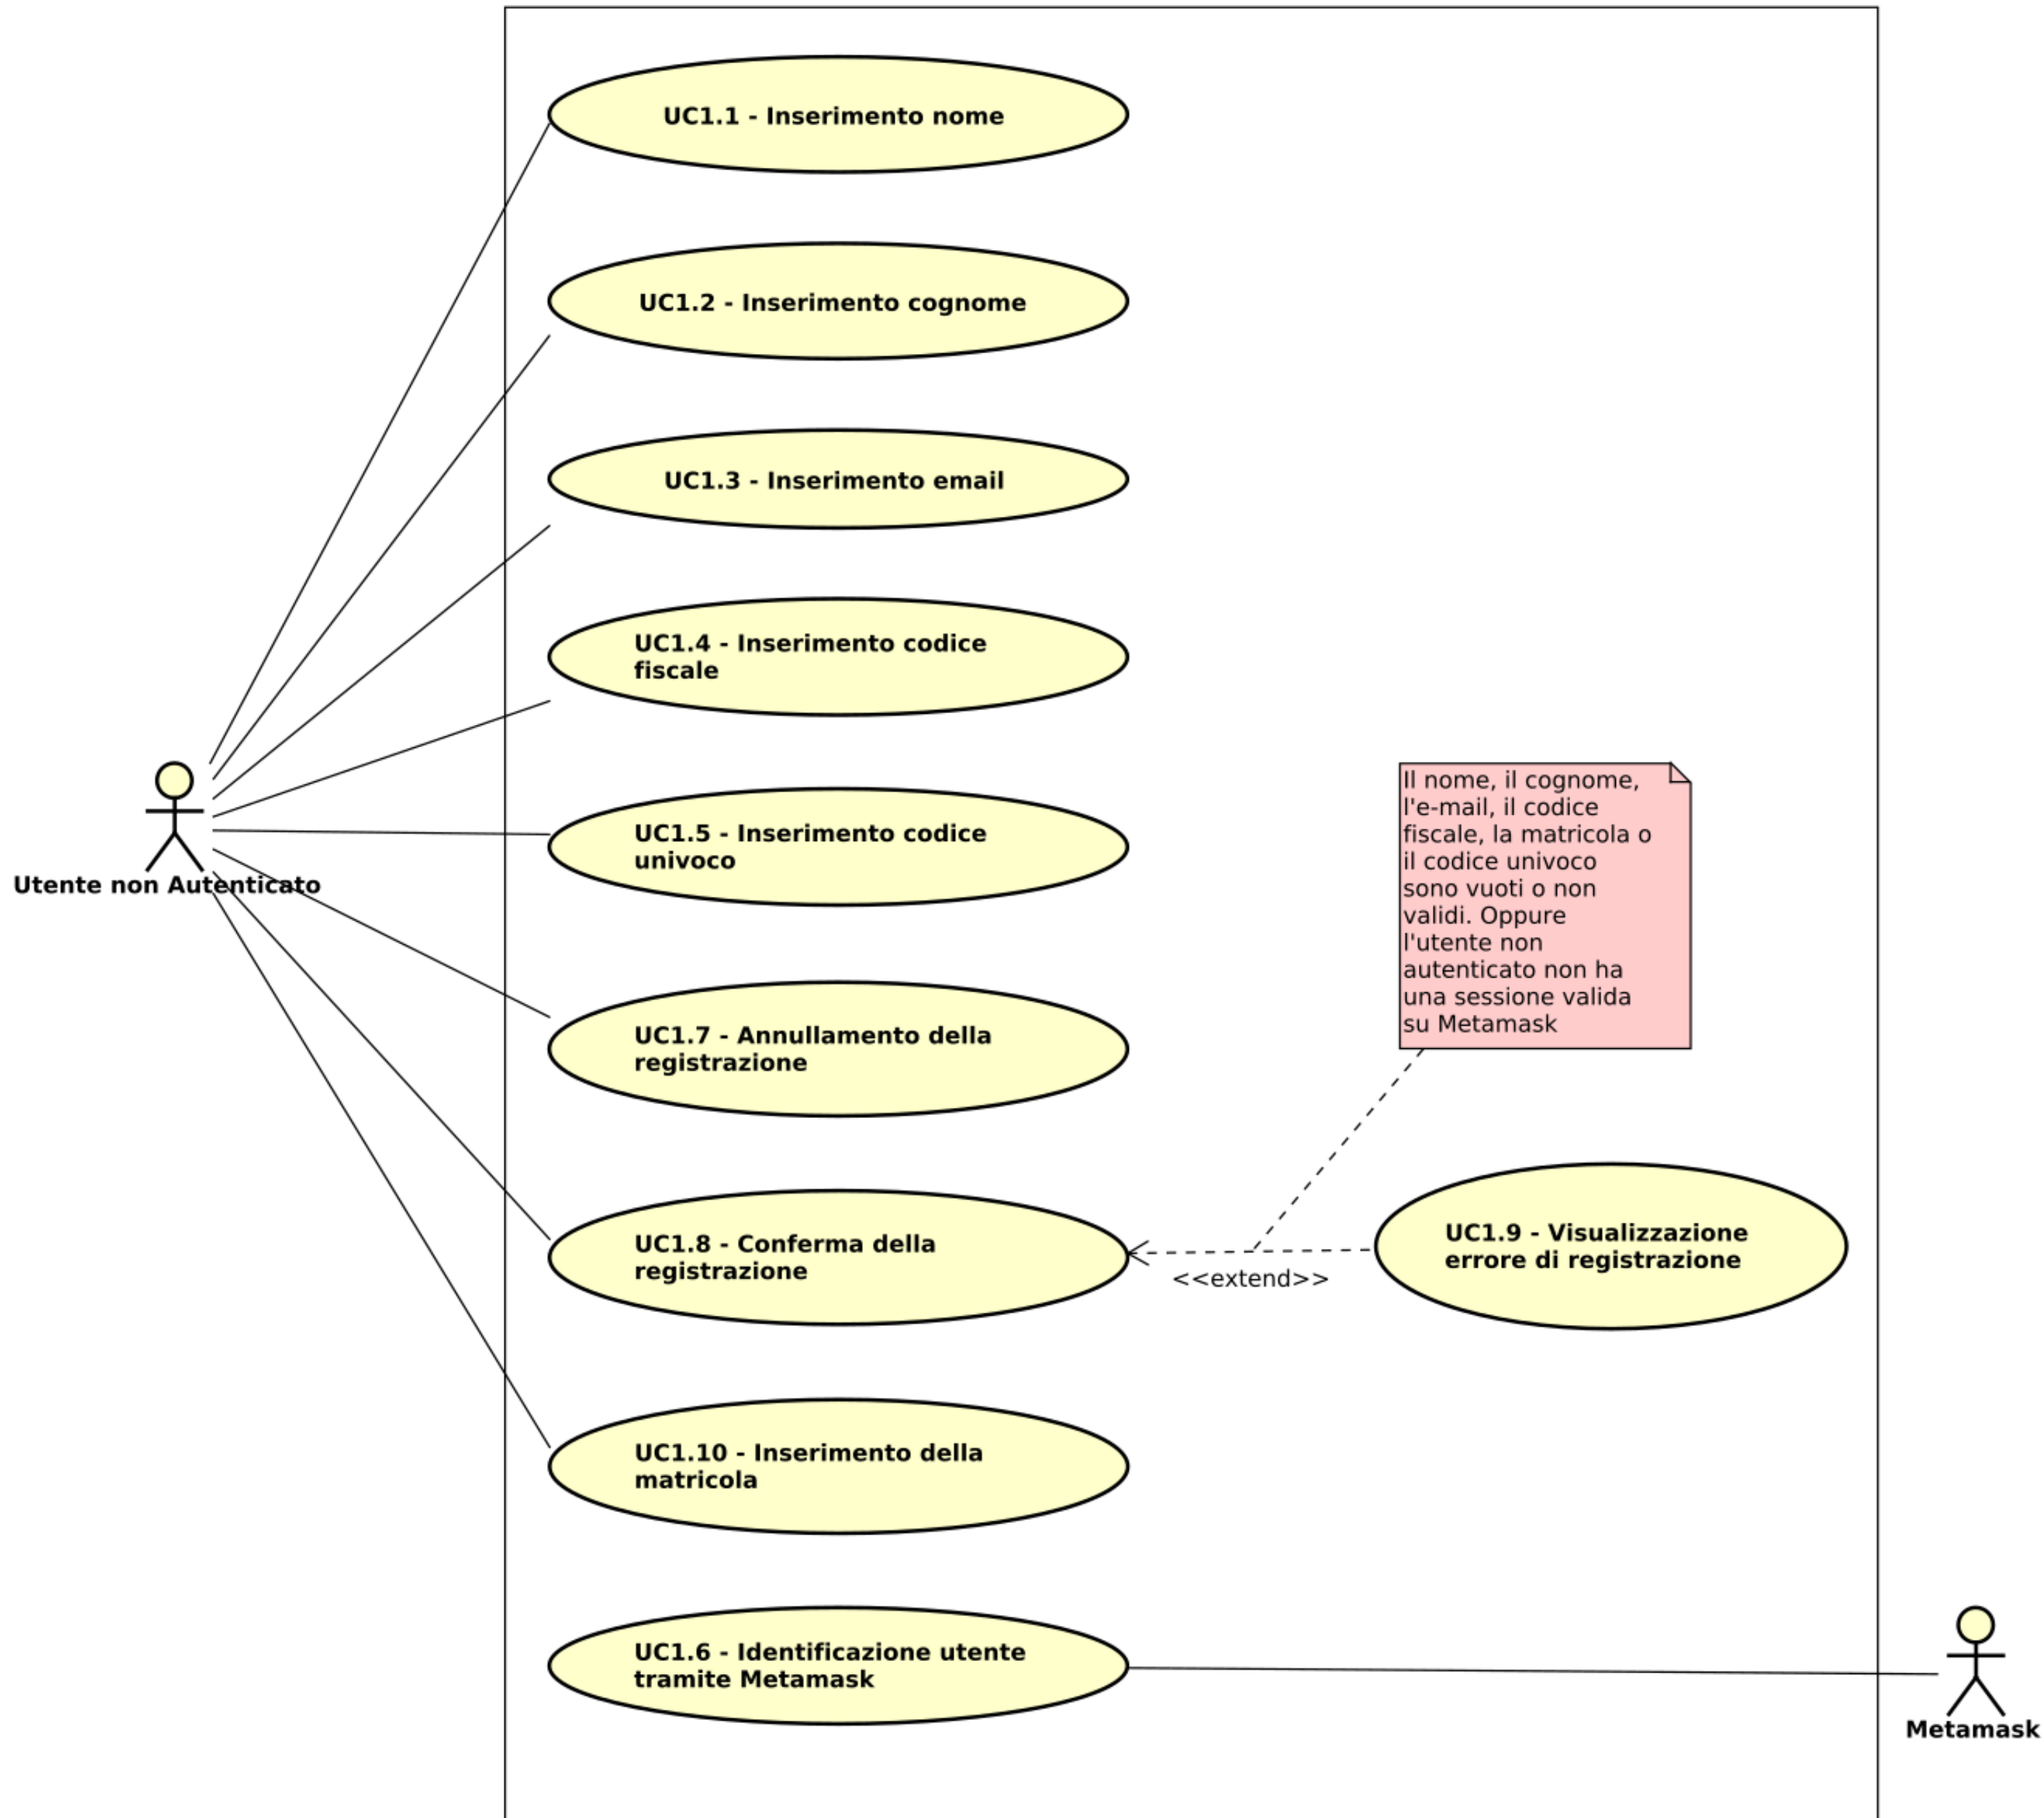 UC1.1 - Inserimento nome
UC1.2 - Inserimento cognome
UC1.3 - Inserimento email
UC1.4 - Inserimento codice
fiscale
Utente non Autenticato
UC1.5 - Inserimento codice
univoco
Il nome, il cognome,
l'e-mail, il codice
fiscale, la matricola o
il codice univoco
sono vuoti o non
validi. Oppure
l'utente non
autenticato non ha
una sessione valida
su Metamask
UC1.7 - Annullamento della
registrazione
UC1.8 - Conferma della
registrazione
<<extend>>
UC1.9 - Visualizzazione
errore di registrazione
UC1.10 - Inserimento della
matricola
UC1.6 - Identificazione utente
tramite Metamask
Metamask